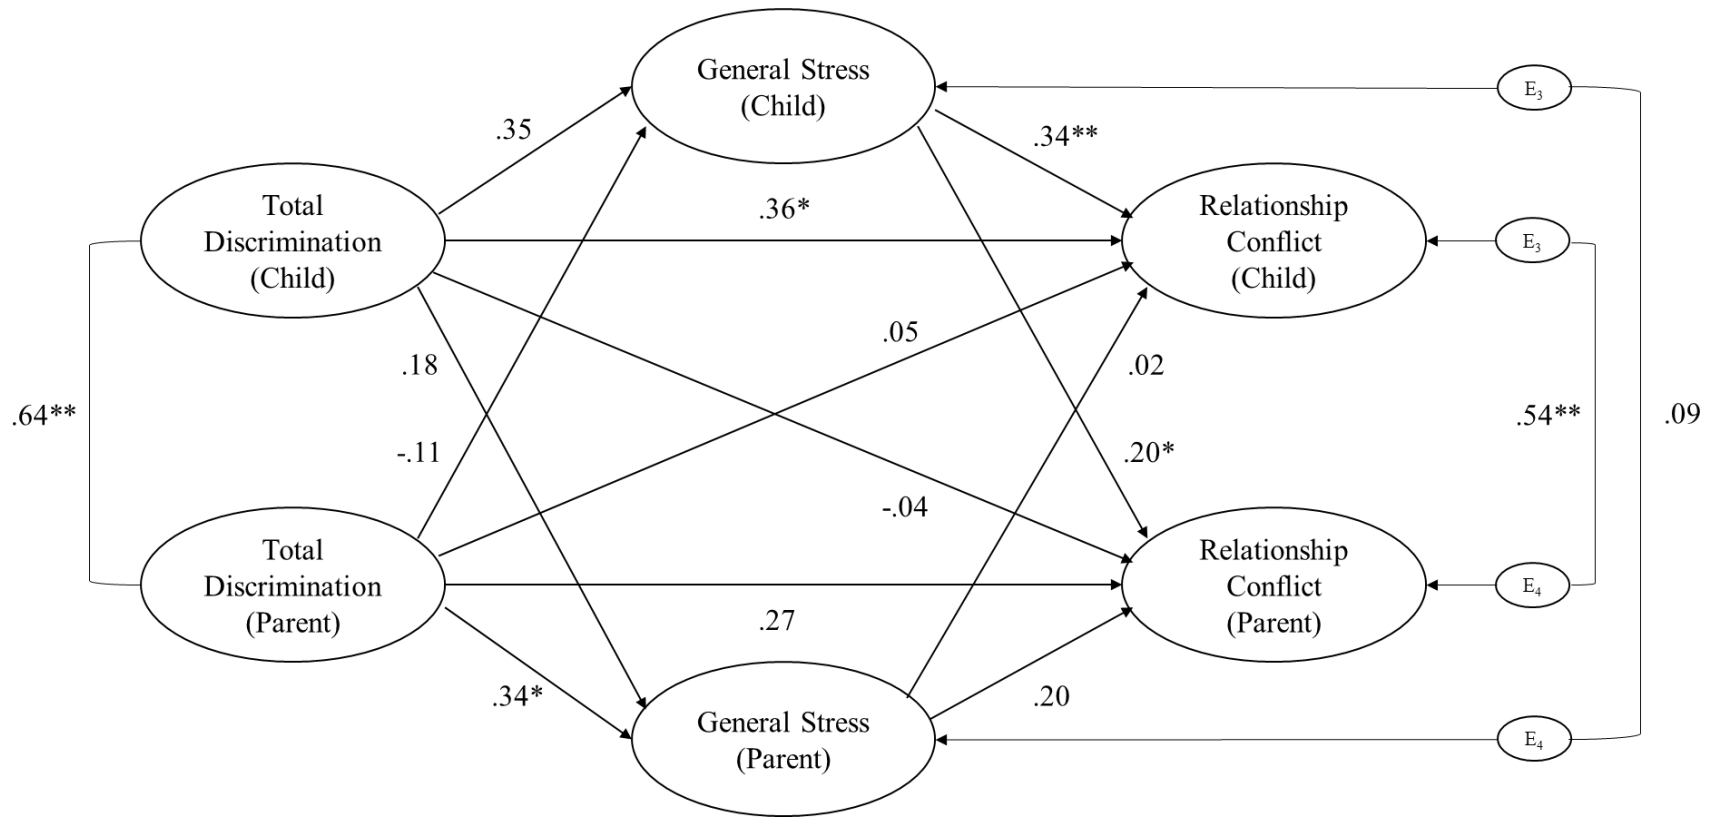 General Stress
(Child)
E3
.35
.34**
Total
Discrimination
(Child)
.36*
Relationship
Conflict
(Child)
E3
.05
.18
.02
.64**
.54**
.09
-.11
.20*
-.04
Total
Discrimination
(Parent)
Relationship
Conflict
(Parent)
E4
.27
.34*
.20
General Stress
(Parent)
E4